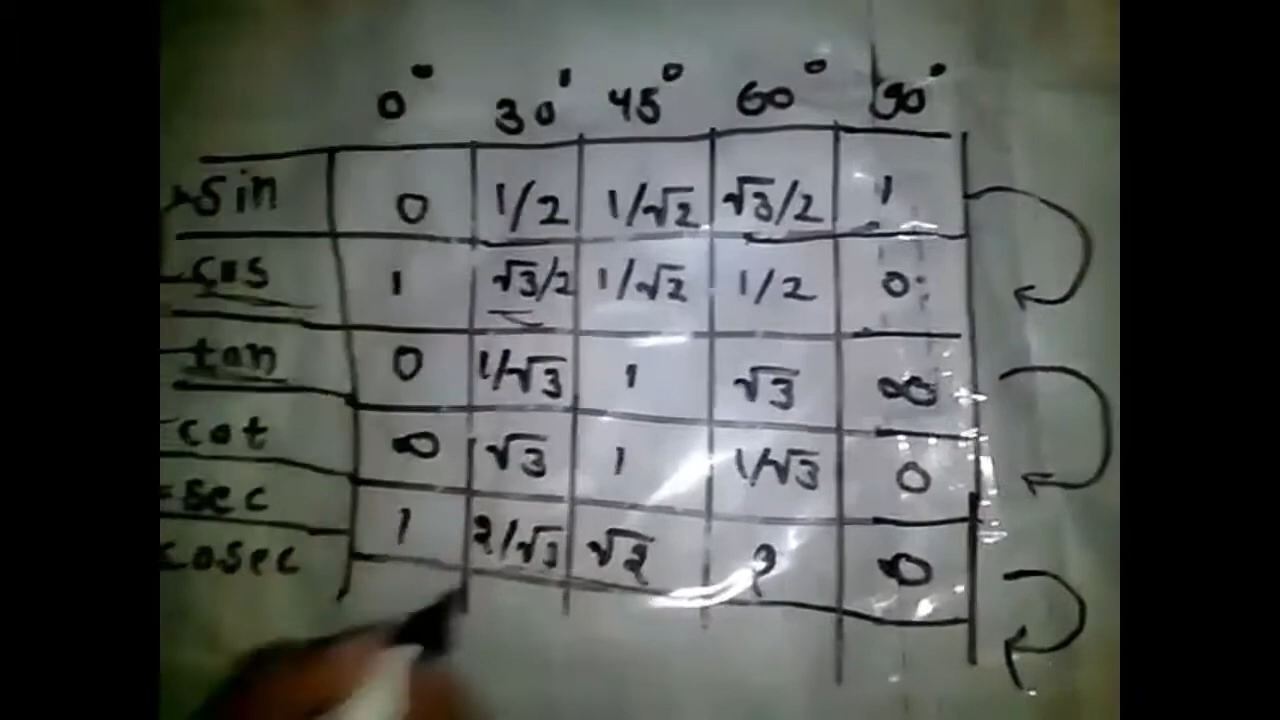 0° 30° 45° 60° 90°
Sin 0 1/2 1/√2 √3/2 1
cos 1 √3/2 1/√2 1/2 0
tan 0 1/√3 1 √3 ∞
cot ∞ √3 1 1/√3 0
sec 1 2/√3 √2 2 ∞
cosec